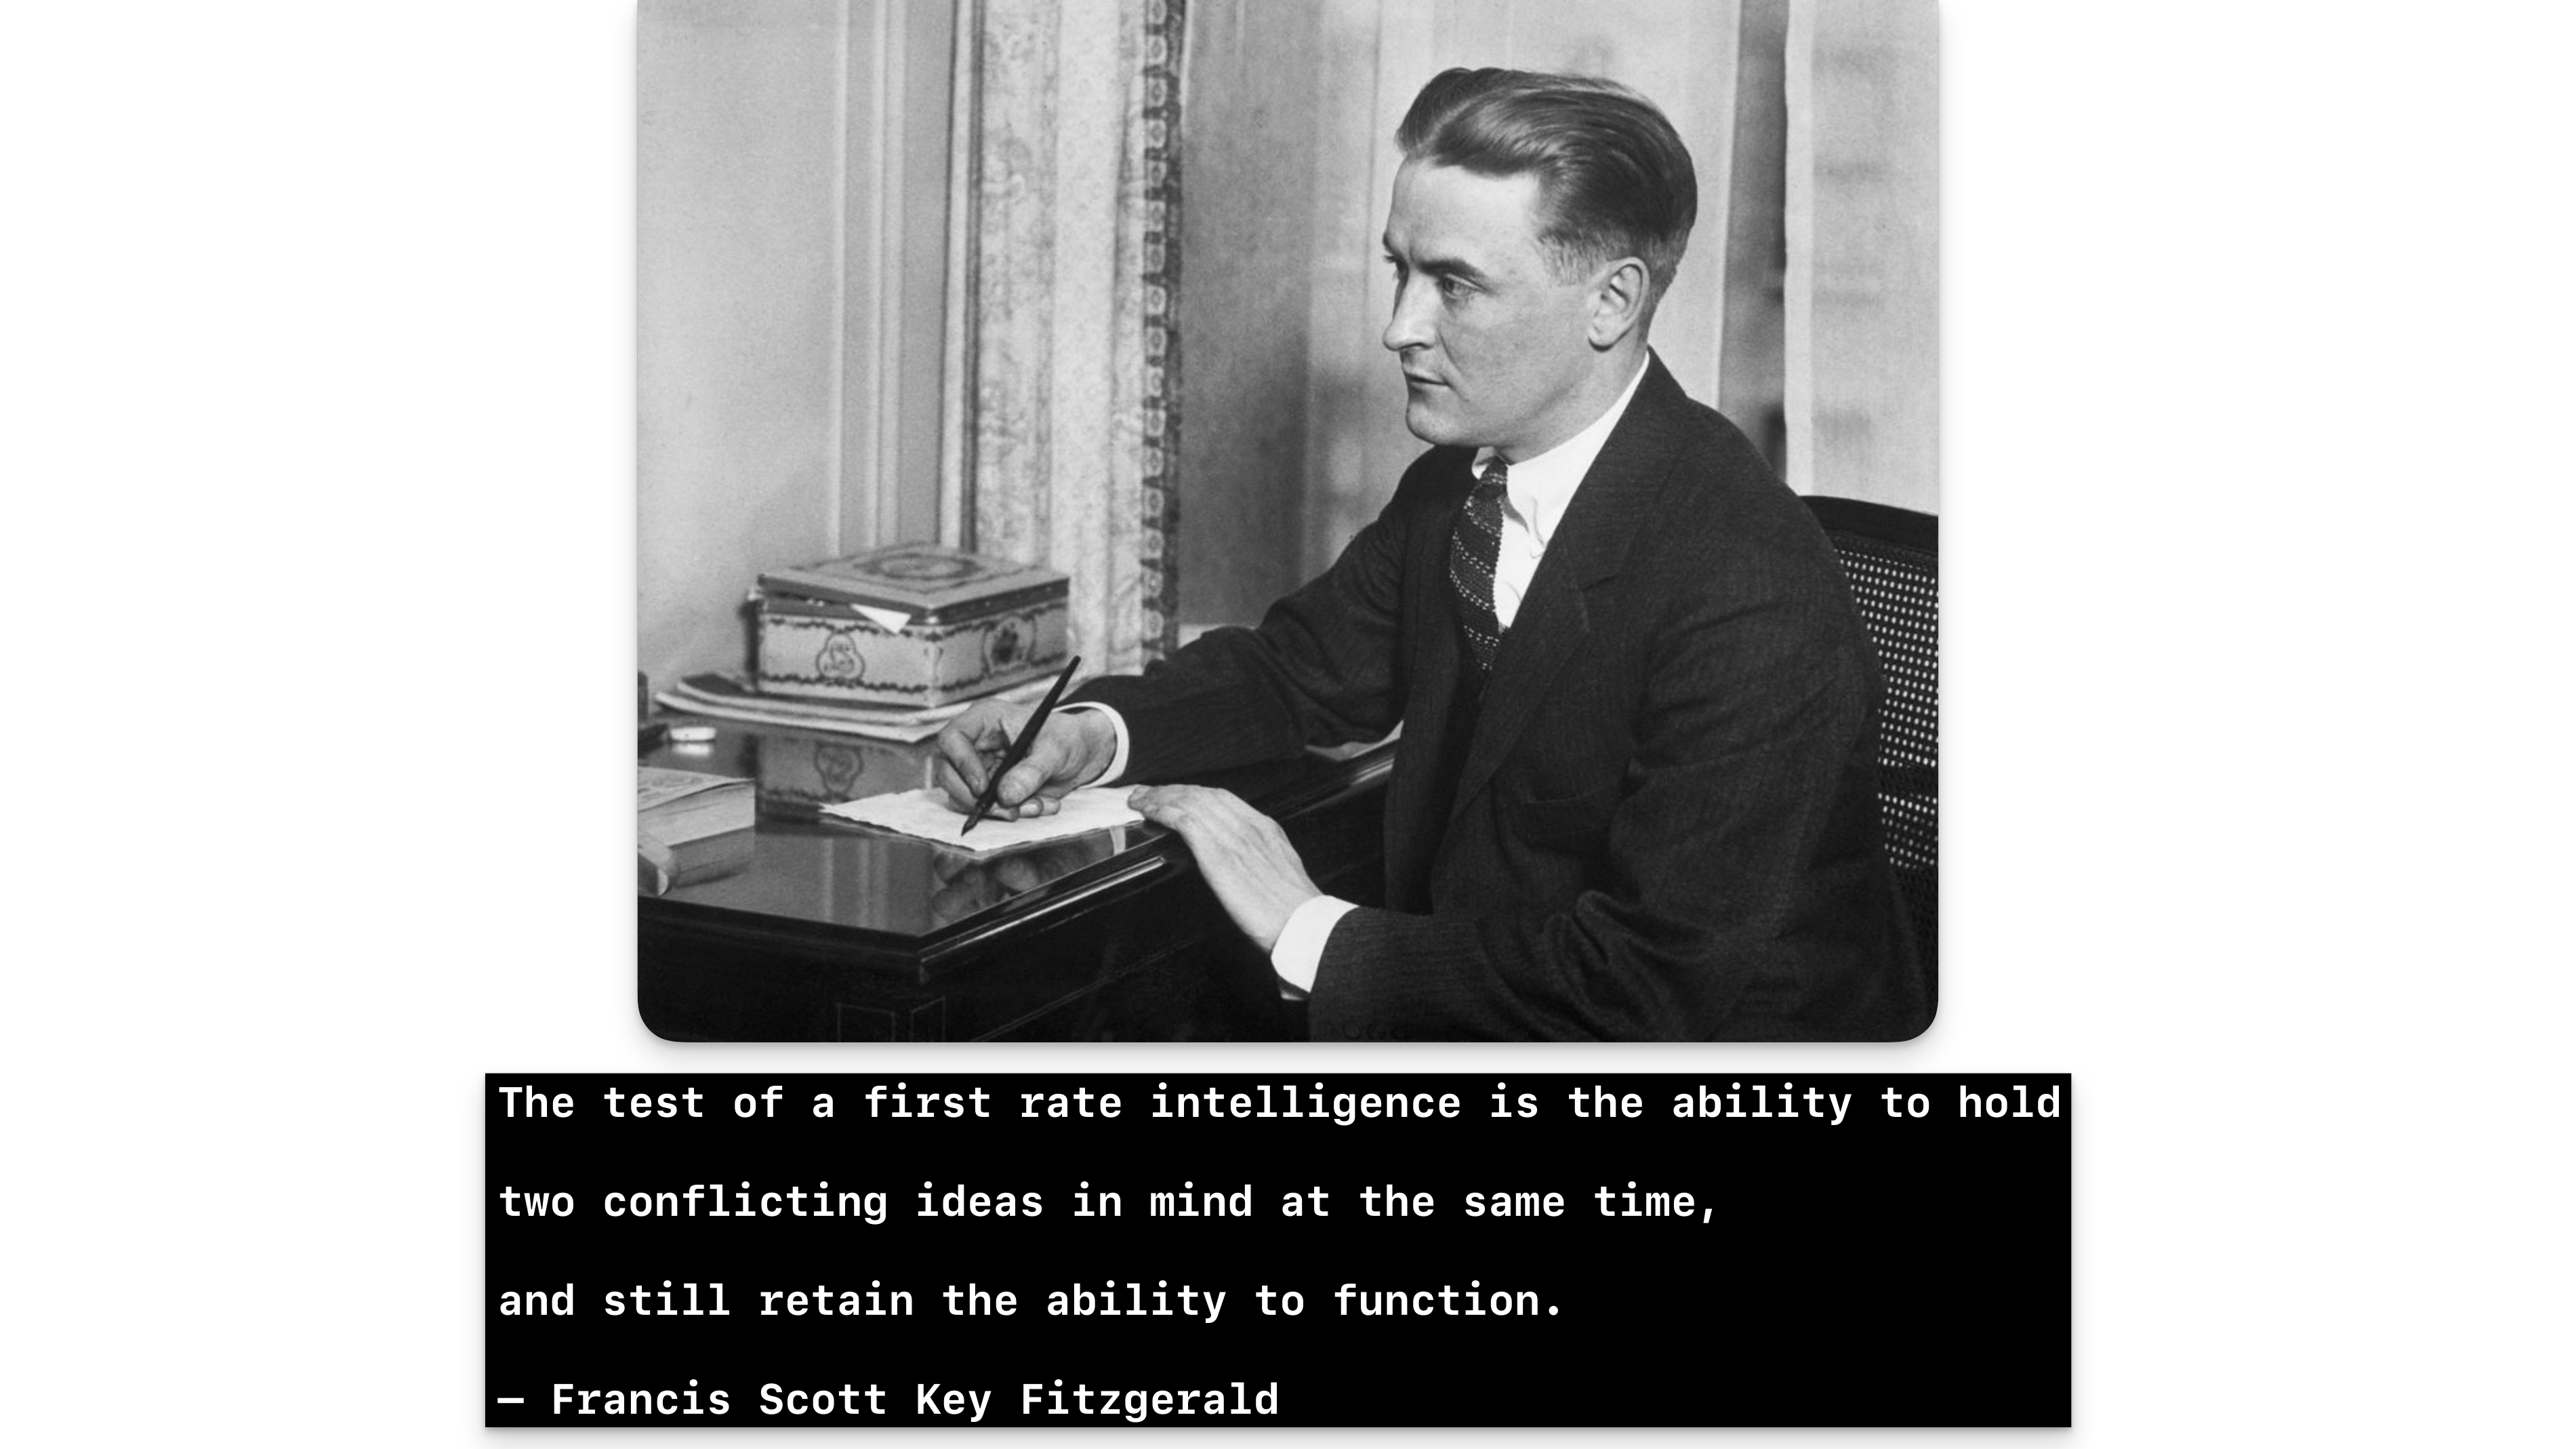 The test of a first rate intelligence is the ability to hold
two conflicting ideas in mind at the same time,
and still retain the ability to function.
— Francis Scott Key Fitzgerald